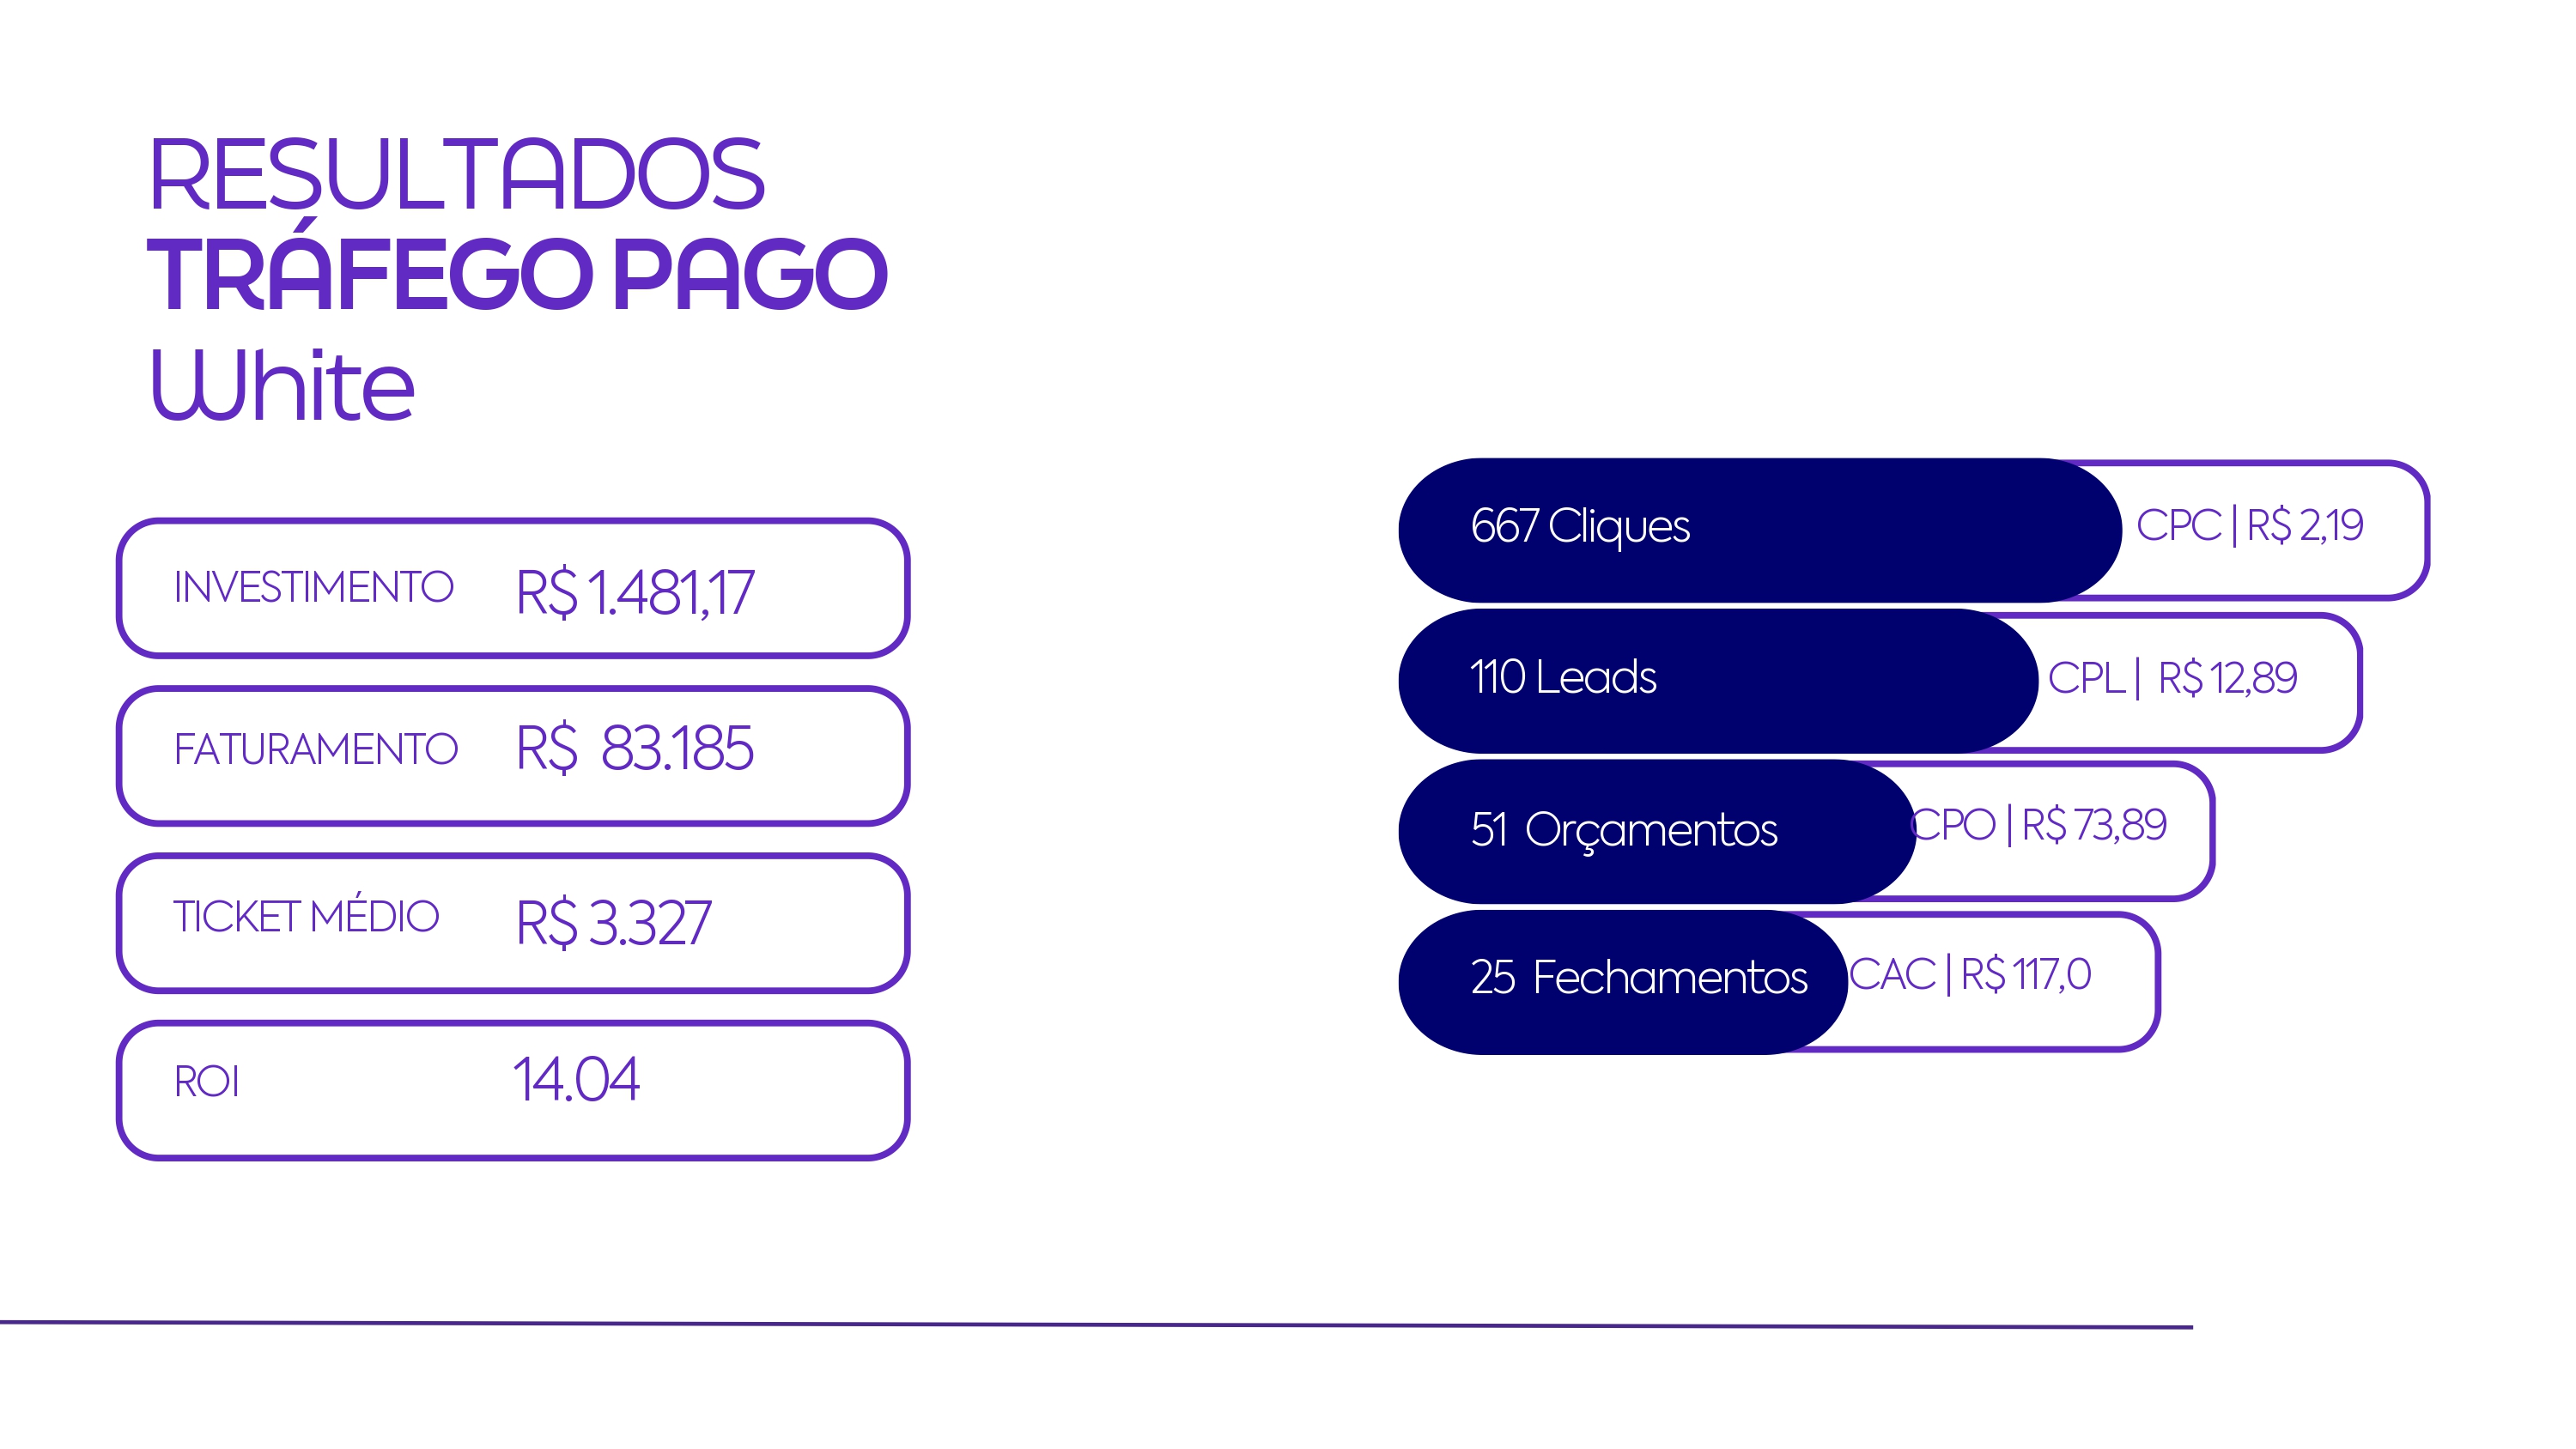 RESULTADOS
TRÁFEGO PAGO
White
INVESTIMENTO R$ 1.481,17
FATURAMENTO R$ 83.185
TICKET MÉDIO R$ 3.327
ROI 14.04
667 Cliques CPC | R$ 2,19
110 Leads CPL | R$ 12,89
51 Orçamentos CPO | R$ 73,89
25 Fechamentos CAC | R$ 117,0